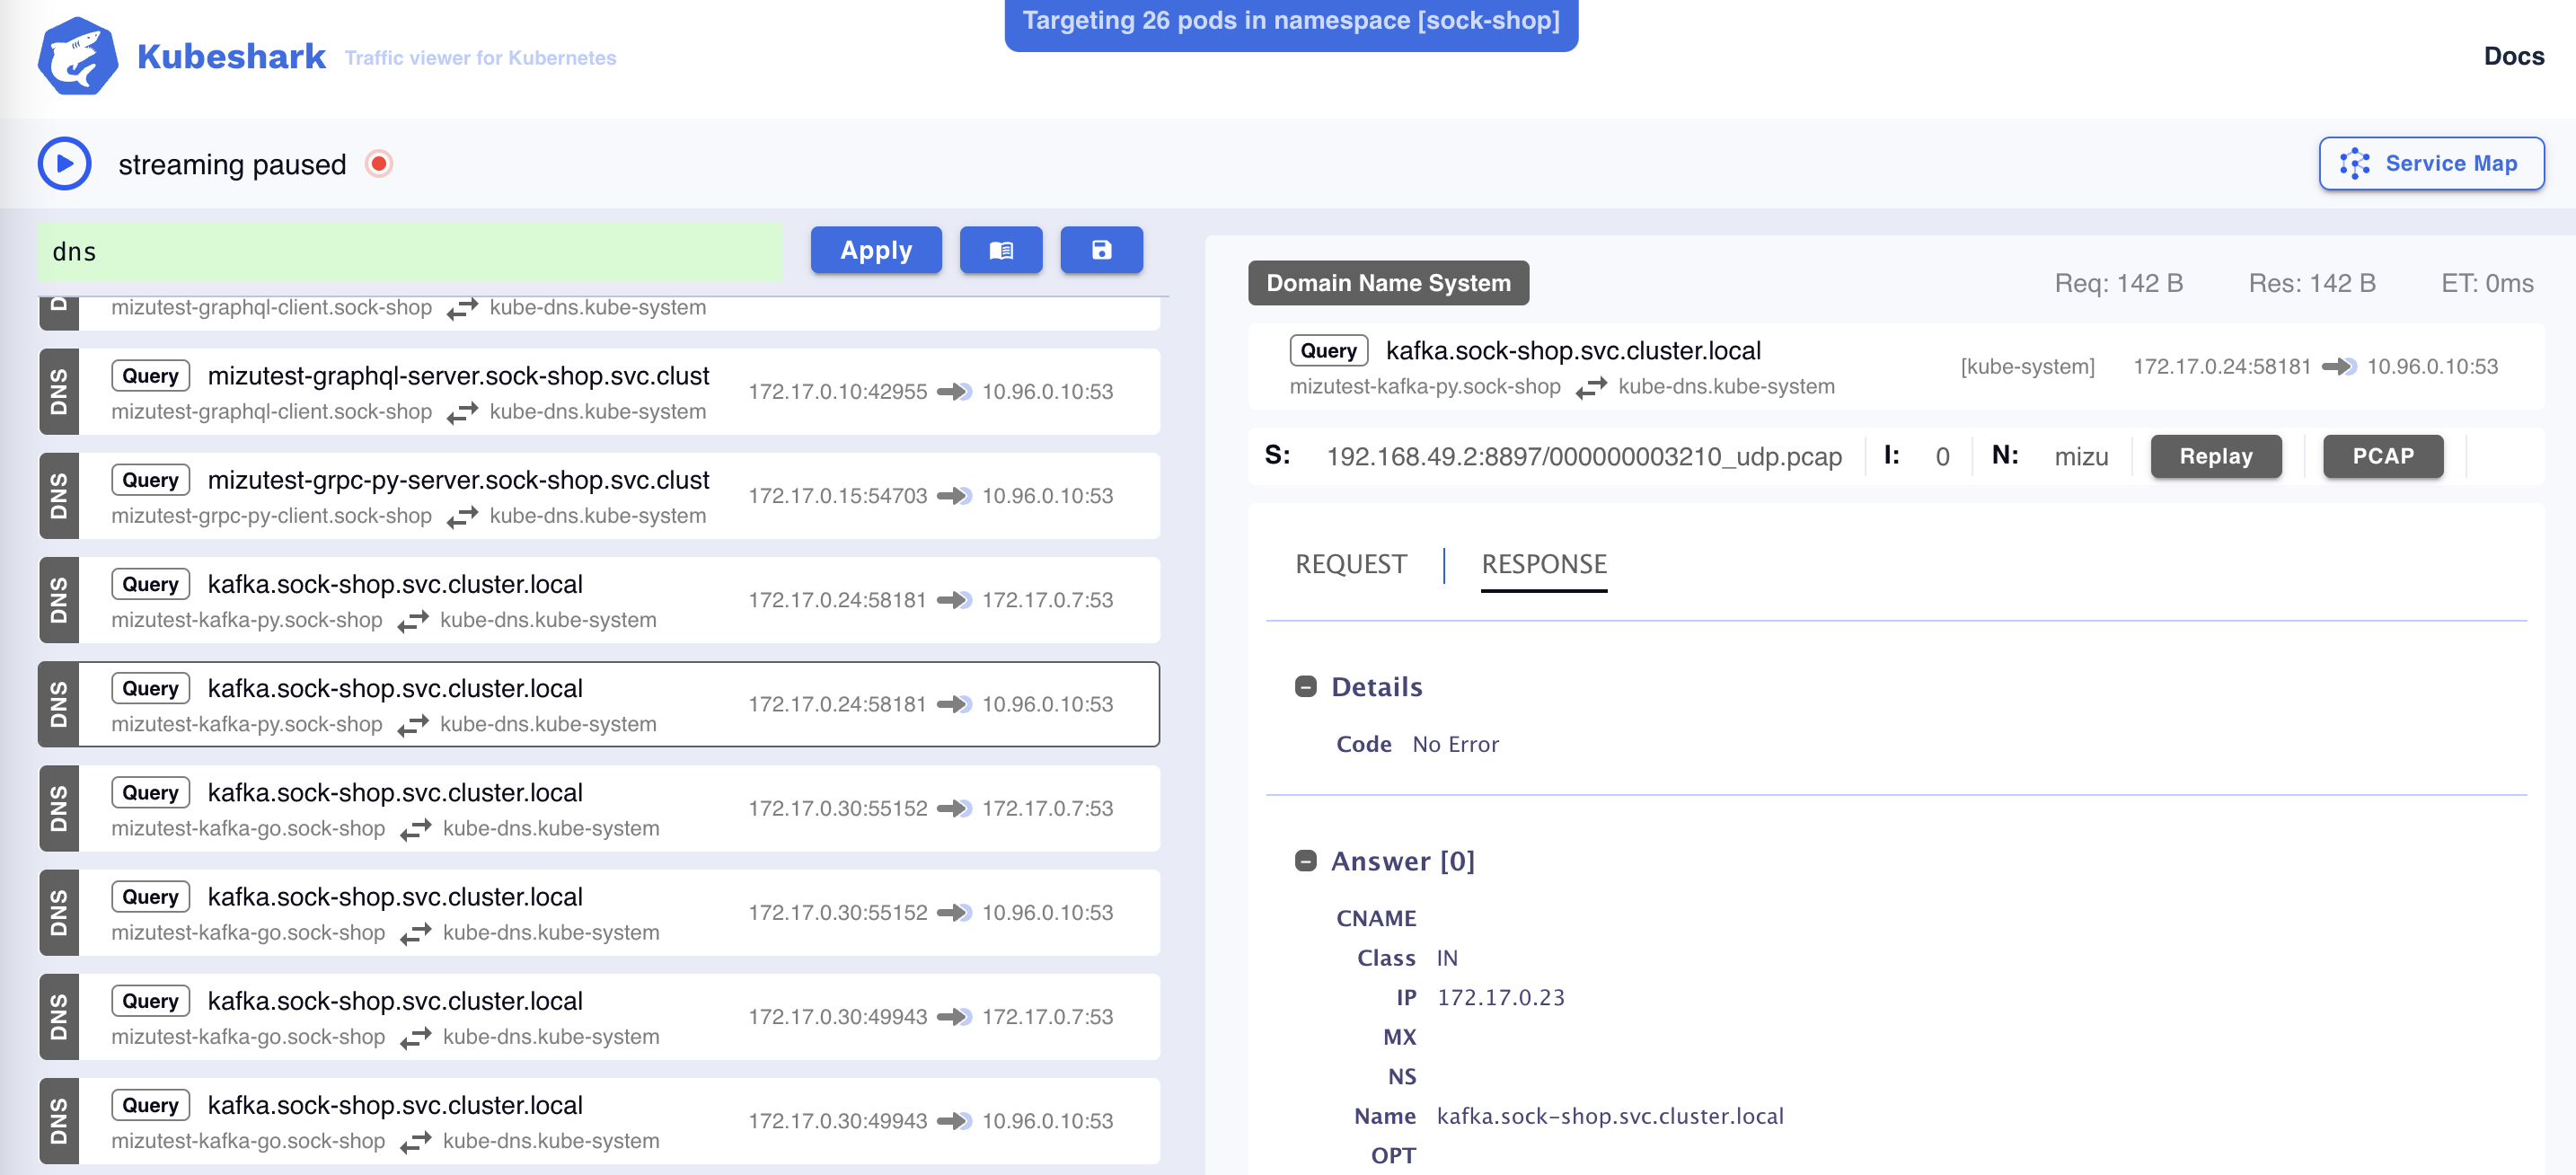 Targeting 26 pods in namespace [sock-shop]
Kubeshark Traffic viewer for Kubernetes
Docs
streaming paused
Service Map
dns
Apply
mizutest-graphql-client.sock-shop kube-dns.kube-system
DNS
Query mizutest-graphql-server.sock-shop.svc.clust
172.17.0.10:42955 10.96.0.10:53
mizutest-graphql-client.sock-shop kube-dns.kube-system
DNS
Query mizutest-grpc-py-server.sock-shop.svc.clust
172.17.0.15:54703 10.96.0.10:53
mizutest-grpc-py-client.sock-shop kube-dns.kube-system
DNS
Query kafka.sock-shop.svc.cluster.local
172.17.0.24:58181 172.17.0.7:53
mizutest-kafka-py.sock-shop kube-dns.kube-system
DNS
Query kafka.sock-shop.svc.cluster.local
172.17.0.24:58181 10.96.0.10:53
mizutest-kafka-py.sock-shop kube-dns.kube-system
DNS
Query kafka.sock-shop.svc.cluster.local
172.17.0.30:55152 172.17.0.7:53
mizutest-kafka-go.sock-shop kube-dns.kube-system
DNS
Query kafka.sock-shop.svc.cluster.local
172.17.0.30:55152 10.96.0.10:53
mizutest-kafka-go.sock-shop kube-dns.kube-system
DNS
Query kafka.sock-shop.svc.cluster.local
172.17.0.30:49943 172.17.0.7:53
mizutest-kafka-go.sock-shop kube-dns.kube-system
DNS
Query kafka.sock-shop.svc.cluster.local
172.17.0.30:49943 10.96.0.10:53
mizutest-kafka-go.sock-shop kube-dns.kube-system
Domain Name System
Req: 142 B Res: 142 B ET: 0ms
Query kafka.sock-shop.svc.cluster.local
[kube-system] 172.17.0.24:58181 10.96.0.10:53
mizutest-kafka-py.sock-shop kube-dns.kube-system
S: 192.168.49.2:8897/000000003210_udp.pcap I: 0 N: mizu Replay PCAP
REQUEST RESPONSE
Details
Code No Error
Answer [0]
CNAME
Class IN
IP 172.17.0.23
MX
NS
Name kafka.sock-shop.svc.cluster.local
OPT